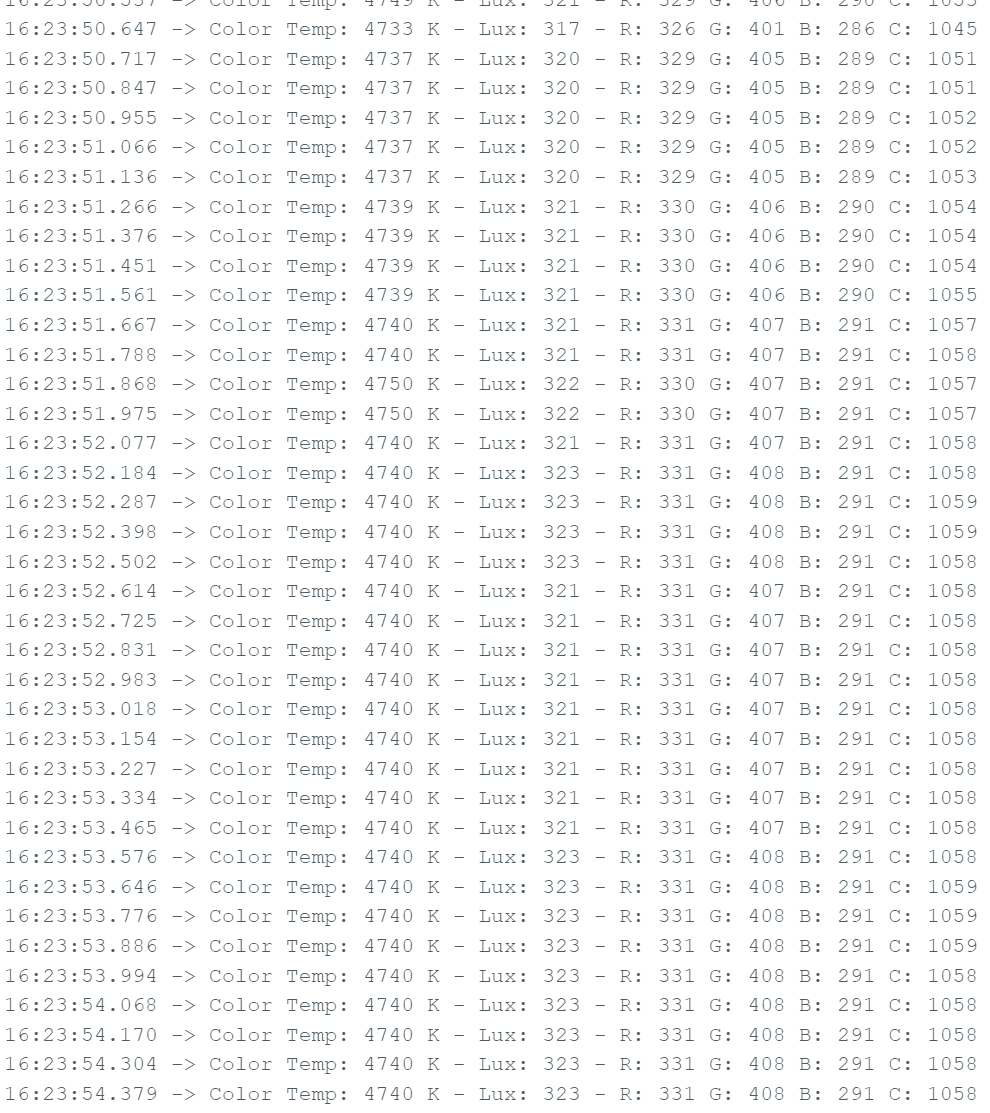 16:23:50.537 -> Color Temp: 4749 K - Lux: 321 - R: 329 G: 406 B: 290 C: 1053
16:23:50.647 -> Color Temp: 4733 K - Lux: 317 - R: 326 G: 401 B: 286 C: 1045
16:23:50.717 -> Color Temp: 4737 K - Lux: 320 - R: 329 G: 405 B: 289 C: 1051
16:23:50.847 -> Color Temp: 4737 K - Lux: 320 - R: 329 G: 405 B: 289 C: 1051
16:23:50.955 -> Color Temp: 4737 K - Lux: 320 - R: 329 G: 405 B: 289 C: 1052
16:23:51.066 -> Color Temp: 4737 K - Lux: 320 - R: 329 G: 405 B: 289 C: 1052
16:23:51.136 -> Color Temp: 4737 K - Lux: 320 - R: 329 G: 405 B: 289 C: 1053
16:23:51.266 -> Color Temp: 4739 K - Lux: 321 - R: 330 G: 406 B: 290 C: 1054
16:23:51.376 -> Color Temp: 4739 K - Lux: 321 - R: 330 G: 406 B: 290 C: 1054
16:23:51.451 -> Color Temp: 4739 K - Lux: 321 - R: 330 G: 406 B: 290 C: 1054
16:23:51.561 -> Color Temp: 4739 K - Lux: 321 - R: 330 G: 406 B: 290 C: 1055
16:23:51.667 -> Color Temp: 4740 K - Lux: 321 - R: 331 G: 407 B: 291 C: 1057
16:23:51.788 -> Color Temp: 4740 K - Lux: 321 - R: 331 G: 407 B: 291 C: 1058
16:23:51.868 -> Color Temp: 4750 K - Lux: 322 - R: 330 G: 407 B: 291 C: 1057
16:23:51.975 -> Color Temp: 4750 K - Lux: 322 - R: 330 G: 407 B: 291 C: 1057
16:23:52.077 -> Color Temp: 4740 K - Lux: 321 - R: 331 G: 407 B: 291 C: 1058
16:23:52.184 -> Color Temp: 4740 K - Lux: 323 - R: 331 G: 408 B: 291 C: 1058
16:23:52.287 -> Color Temp: 4740 K - Lux: 323 - R: 331 G: 408 B: 291 C: 1059
16:23:52.398 -> Color Temp: 4740 K - Lux: 323 - R: 331 G: 408 B: 291 C: 1059
16:23:52.502 -> Color Temp: 4740 K - Lux: 323 - R: 331 G: 408 B: 291 C: 1058
16:23:52.614 -> Color Temp: 4740 K - Lux: 321 - R: 331 G: 407 B: 291 C: 1058
16:23:52.725 -> Color Temp: 4740 K - Lux: 321 - R: 331 G: 407 B: 291 C: 1058
16:23:52.831 -> Color Temp: 4740 K - Lux: 321 - R: 331 G: 407 B: 291 C: 1058
16:23:52.983 -> Color Temp: 4740 K - Lux: 321 - R: 331 G: 407 B: 291 C: 1058
16:23:53.018 -> Color Temp: 4740 K - Lux: 321 - R: 331 G: 407 B: 291 C: 1058
16:23:53.154 -> Color Temp: 4740 K - Lux: 321 - R: 331 G: 407 B: 291 C: 1058
16:23:53.227 -> Color Temp: 4740 K - Lux: 321 - R: 331 G: 407 B: 291 C: 1058
16:23:53.334 -> Color Temp: 4740 K - Lux: 321 - R: 331 G: 407 B: 291 C: 1058
16:23:53.465 -> Color Temp: 4740 K - Lux: 321 - R: 331 G: 407 B: 291 C: 1058
16:23:53.576 -> Color Temp: 4740 K - Lux: 323 - R: 331 G: 408 B: 291 C: 1058
16:23:53.646 -> Color Temp: 4740 K - Lux: 323 - R: 331 G: 408 B: 291 C: 1059
16:23:53.776 -> Color Temp: 4740 K - Lux: 323 - R: 331 G: 408 B: 291 C: 1059
16:23:53.886 -> Color Temp: 4740 K - Lux: 323 - R: 331 G: 408 B: 291 C: 1059
16:23:53.994 -> Color Temp: 4740 K - Lux: 323 - R: 331 G: 408 B: 291 C: 1058
16:23:54.068 -> Color Temp: 4740 K - Lux: 323 - R: 331 G: 408 B: 291 C: 1058
16:23:54.170 -> Color Temp: 4740 K - Lux: 323 - R: 331 G: 408 B: 291 C: 1058
16:23:54.304 -> Color Temp: 4740 K - Lux: 323 - R: 331 G: 408 B: 291 C: 1058
16:23:54.379 -> Color Temp: 4740 K - Lux: 323 - R: 331 G: 408 B: 291 C: 1058